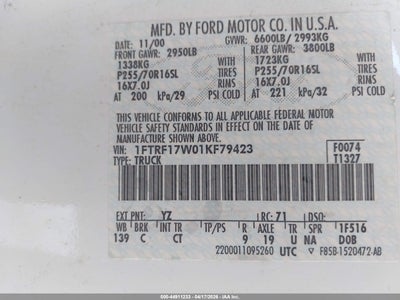 MFD. BY FORD MOTOR CO. IN U.S.A.
DATE: 11/00 GVWR: 6600LB/ 2993KG
FRONT GAWR: 2950LB REAR GAWR: 3800LB
1338KG 1723KG
P255/70R16SL TIRES P255/70R16SL TIRES
16X7.0J RIMS 16X7.0J RIMS
AT 200 kPa/29 PSI COLD AT 221 kPa/32 PSI COLD
THIS VEHICLE CONFORMS TO ALL APPLICABLE FEDERAL MOTOR
VEHICLE SAFETY STANDARDS IN EFFECT ON THE DATE OF MANUFACTURE
SHOWN ABOVE.
VIN: 1FTRF17W01KF79423 F0074
TYPE: TRUCK T1327
EXT. PNT: YZ RC: 71 DSO:
WB BRK INT TR TP/PS R AXLE TR SPR 1F516
139 C CT 9 19 U NA DOB
2200011095260 UTC F85B-1520472-AB
500-44911233 - 04/17/2026 - IAA